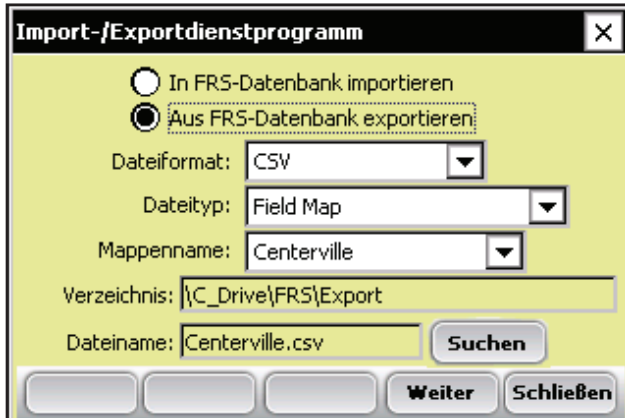 Import-/Exportdienstprogramm
In FRS-Datenbank importieren
Aus FRS-Datenbank exportieren
Dateiformat: CSV
Dateityp: Field Map
Mappenname: Centerville
Verzeichnis: \C_Drive\FRS\Export
Dateiname: Centerville.csv Suchen
Weiter Schließen